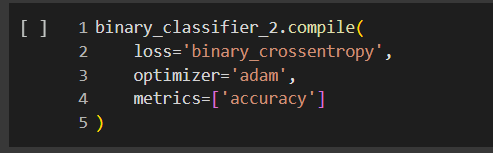 [ ] 1 binary_classifier_2.compile(
2     loss='binary_crossentropy',
3     optimizer='adam',
4     metrics=['accuracy']
5 )